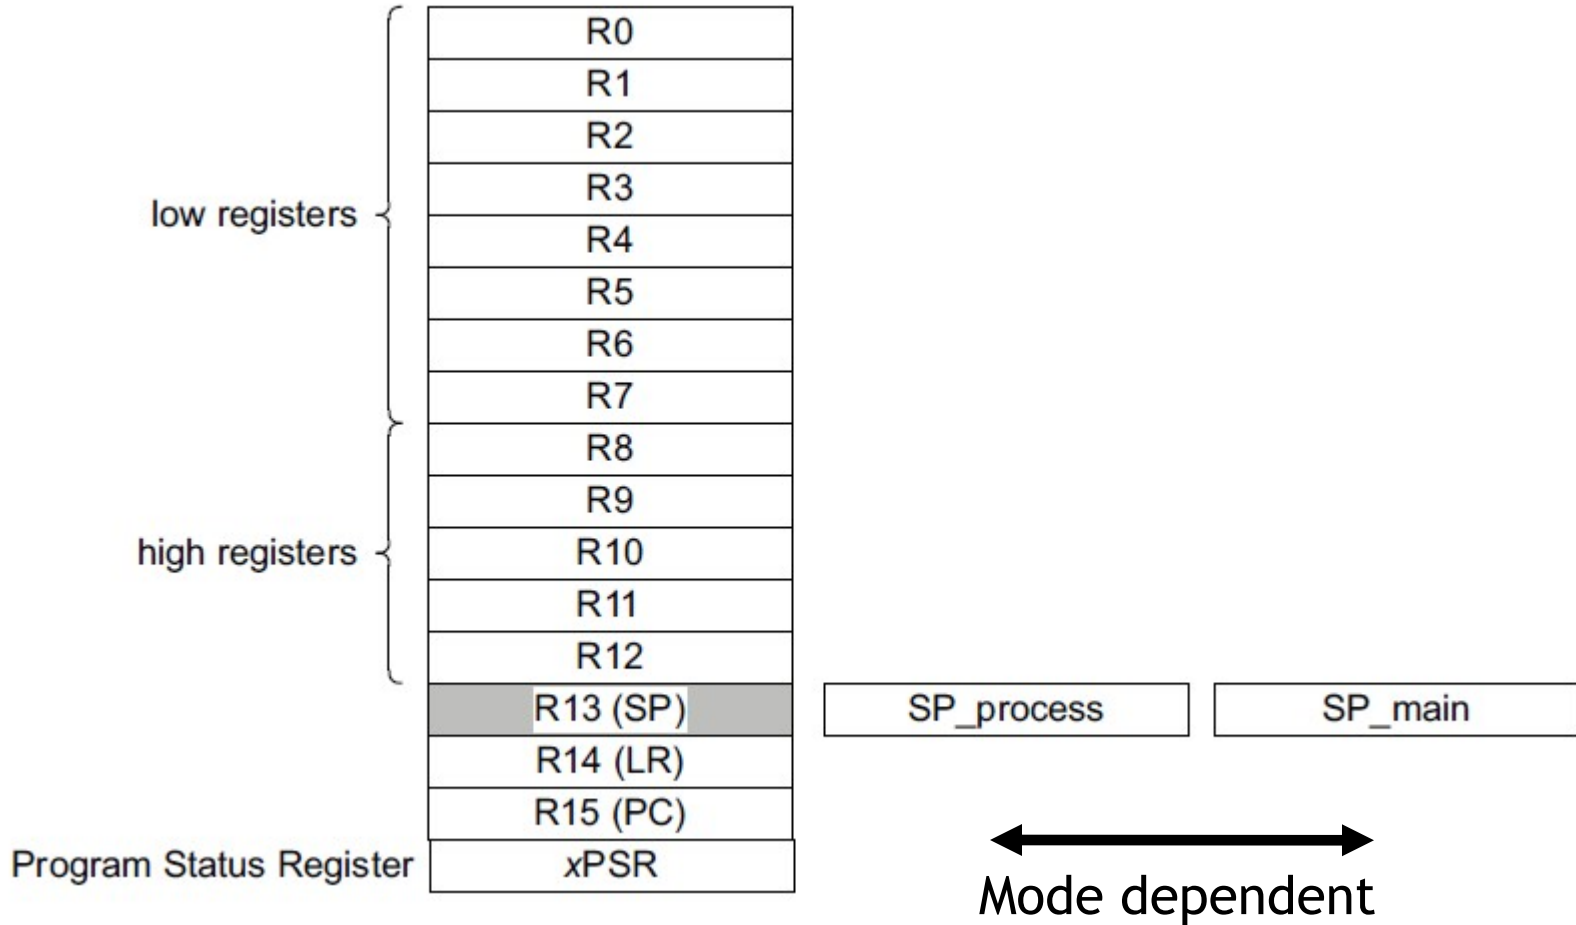 R0
R1
R2
R3
low registers
R4
R5
R6
R7
R8
R9
high registers
R10
R11
R12
R13 (SP)
SP_process
SP_main
R14 (LR)
R15 (PC)
Program Status Register
xPSR
Mode dependent